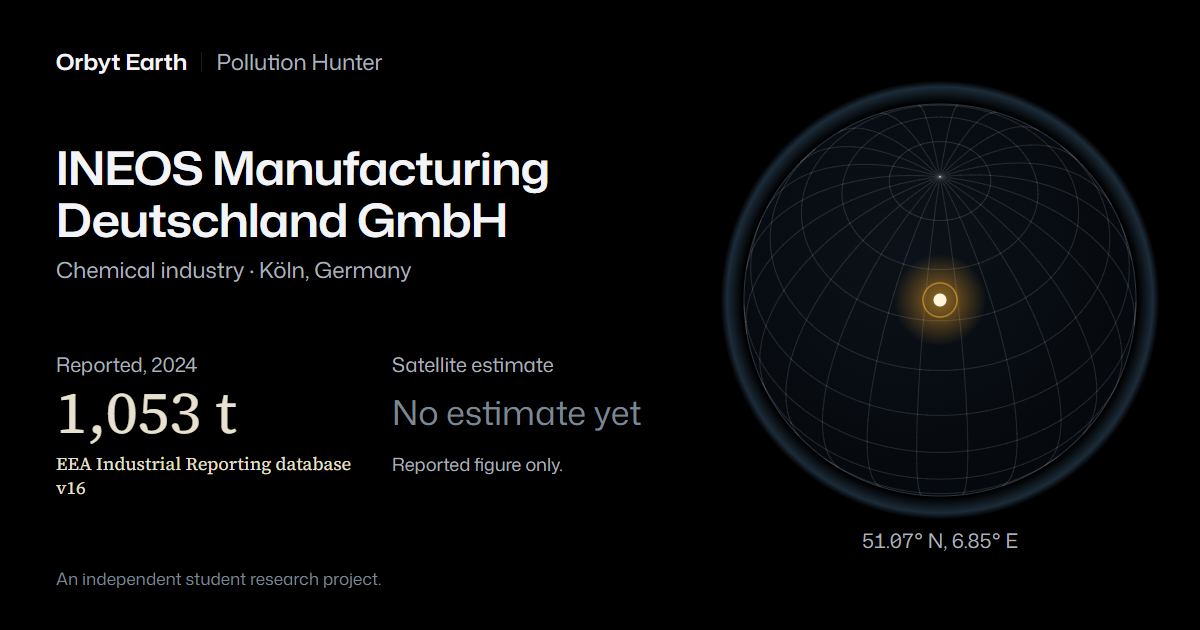 Orbyt Earth | Pollution Hunter
INEOS Manufacturing
Deutschland GmbH
Chemical industry · Köln, Germany
Reported, 2024
1,053 t
EEA Industrial Reporting database
v16
Satellite estimate
No estimate yet
Reported figure only.
51.07° N, 6.85° E
An independent student research project.